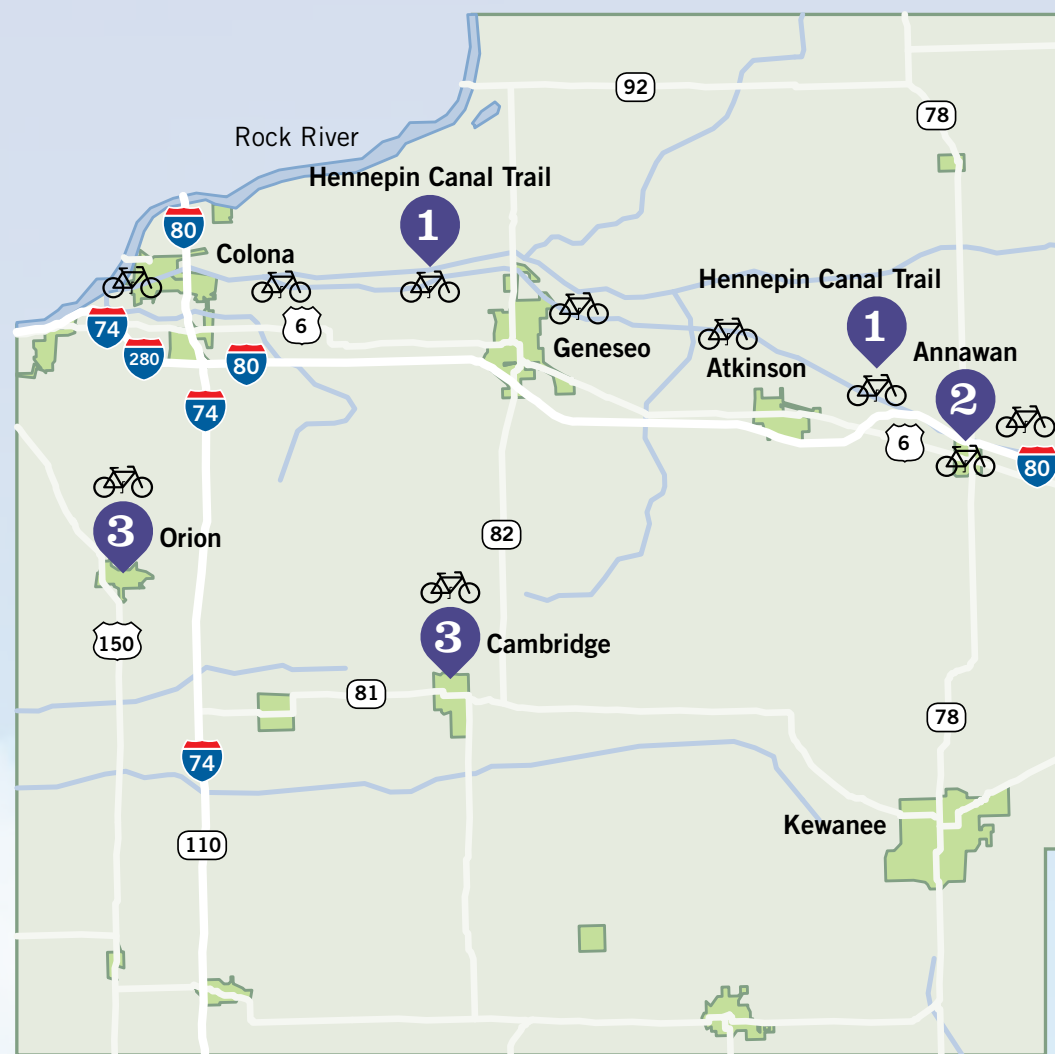 92
78
Rock River
Hennepin Canal Trail
1
80
Colona
Hennepin Canal Trail
1
74
6
280
80
Geneseo
Atkinson
Annawan
2
74
6
80
3
Orion
82
150
3
Cambridge
81
78
74
Kewanee
110